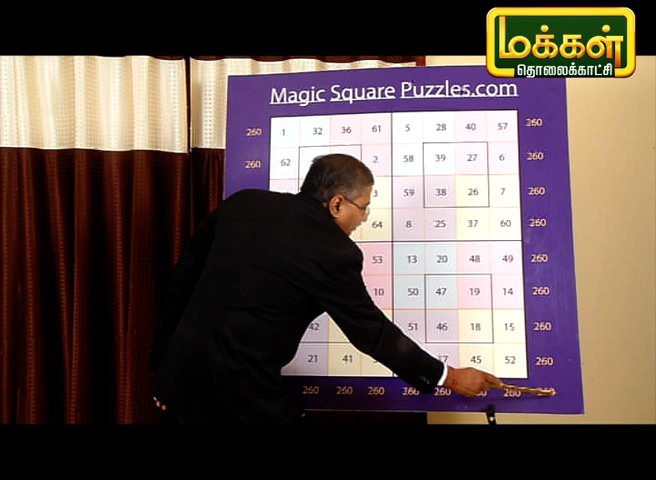 மக்கள்
தொலைக்காட்சி
Magic Square Puzzles.com
260 1 32 36 61 5 28 40 57 260
260 62 2 58 39 27 6 260
3 59 38 26 7 260
64 8 25 37 60 260
53 13 20 48 49 260
10 50 47 19 14 260
42 51 46 18 15 260
21 41 45 52 260
260 260 260 260 260 260 260 260